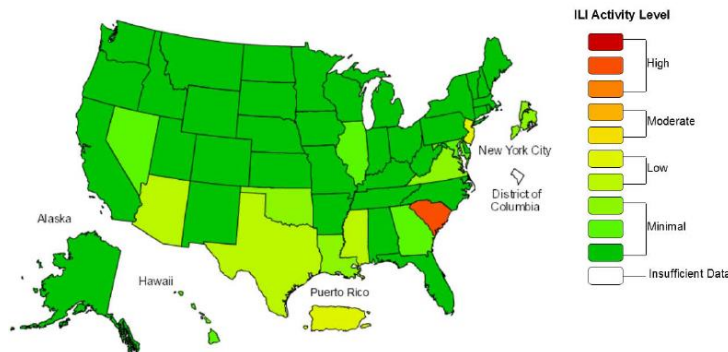 ILI Activity Level
High
Moderate
Low
Minimal
Insufficient Data
New York City
District of
Columbia
Alaska
Hawaii
Puerto Rico